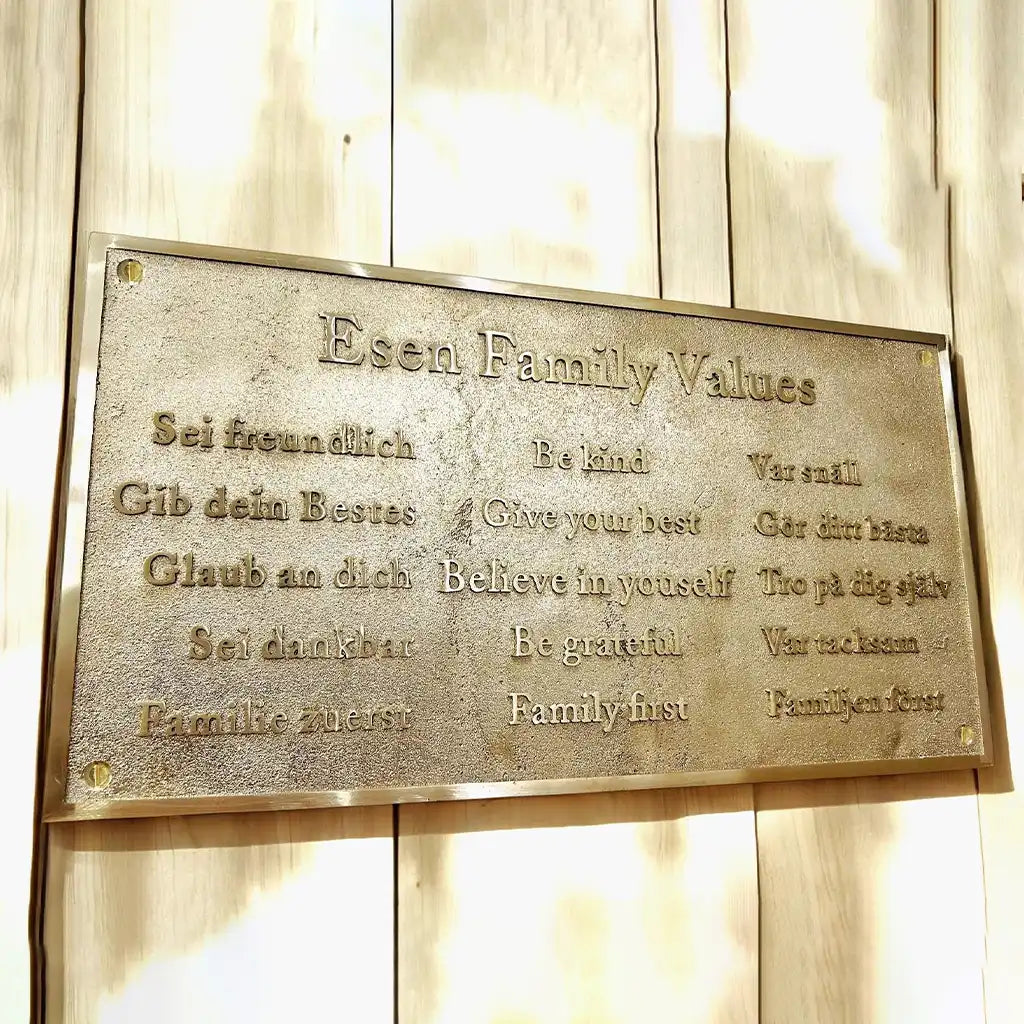 Esen Family Values
Sei freundlich Be kind Var snäll
Gib dein Bestes Give your best Gör ditt bästa
Glaub an dich Believe in youself Tro på dig själv
Sei dankbar Be grateful Var tacksam
Familie zuerst Family first Familjen först